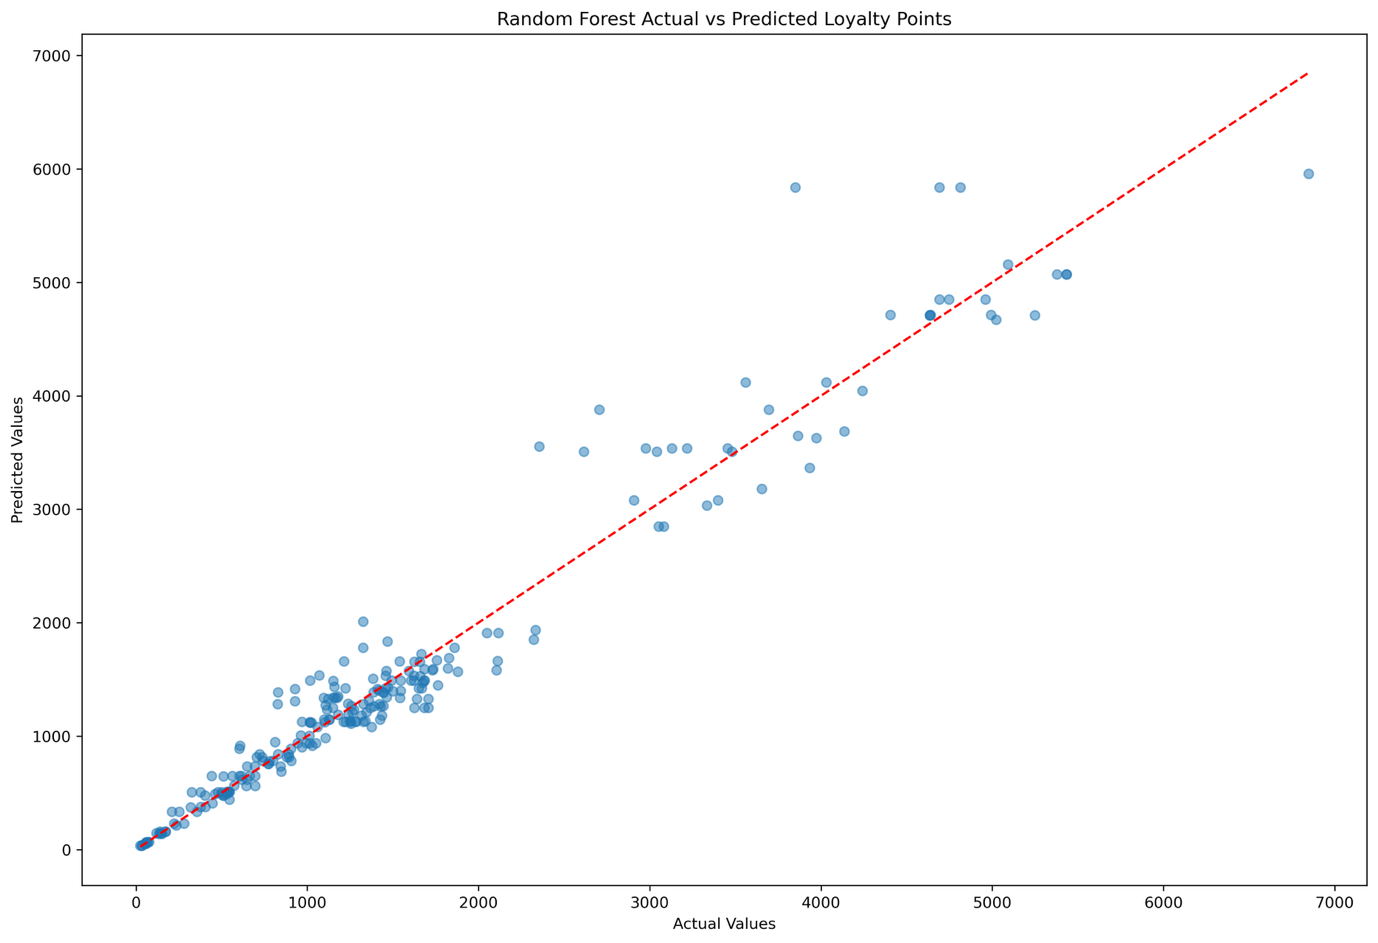 Random Forest Actual vs Predicted Loyalty Points
7000
6000
5000
4000
3000
2000
1000
0
Predicted Values
0 1000 2000 3000 4000 5000 6000 7000
Actual Values